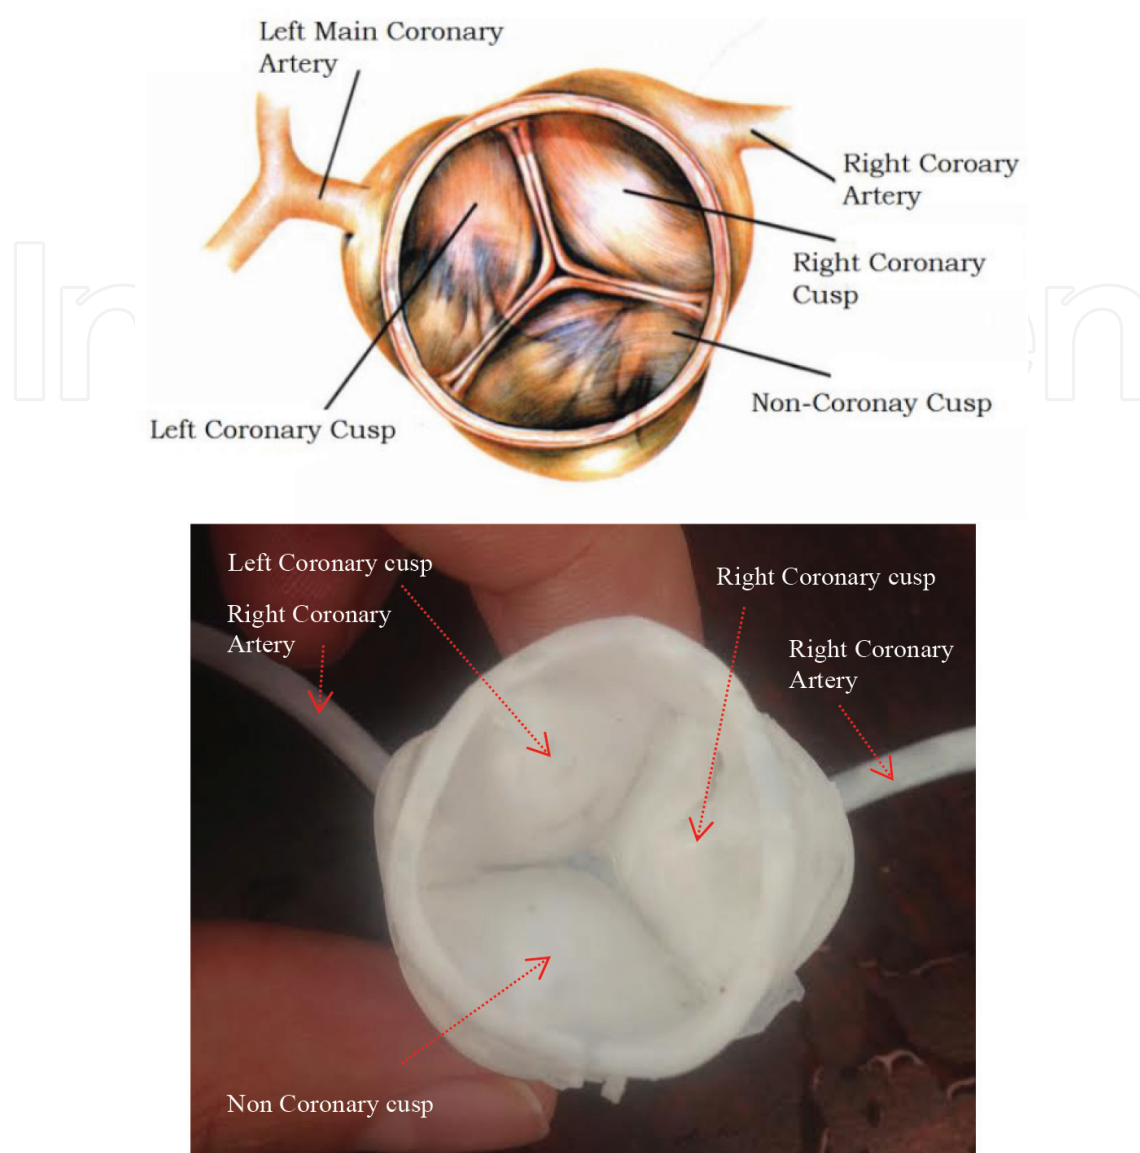 Left Main Coronary
Artery
Right Coroary
Artery
Right Coronary
Cusp
Non-Coronay Cusp
Left Coronary Cusp
Left Coronary cusp
Right Coronary cusp
Right Coronary
Artery
Right Coronary
Artery
Non Coronary cusp